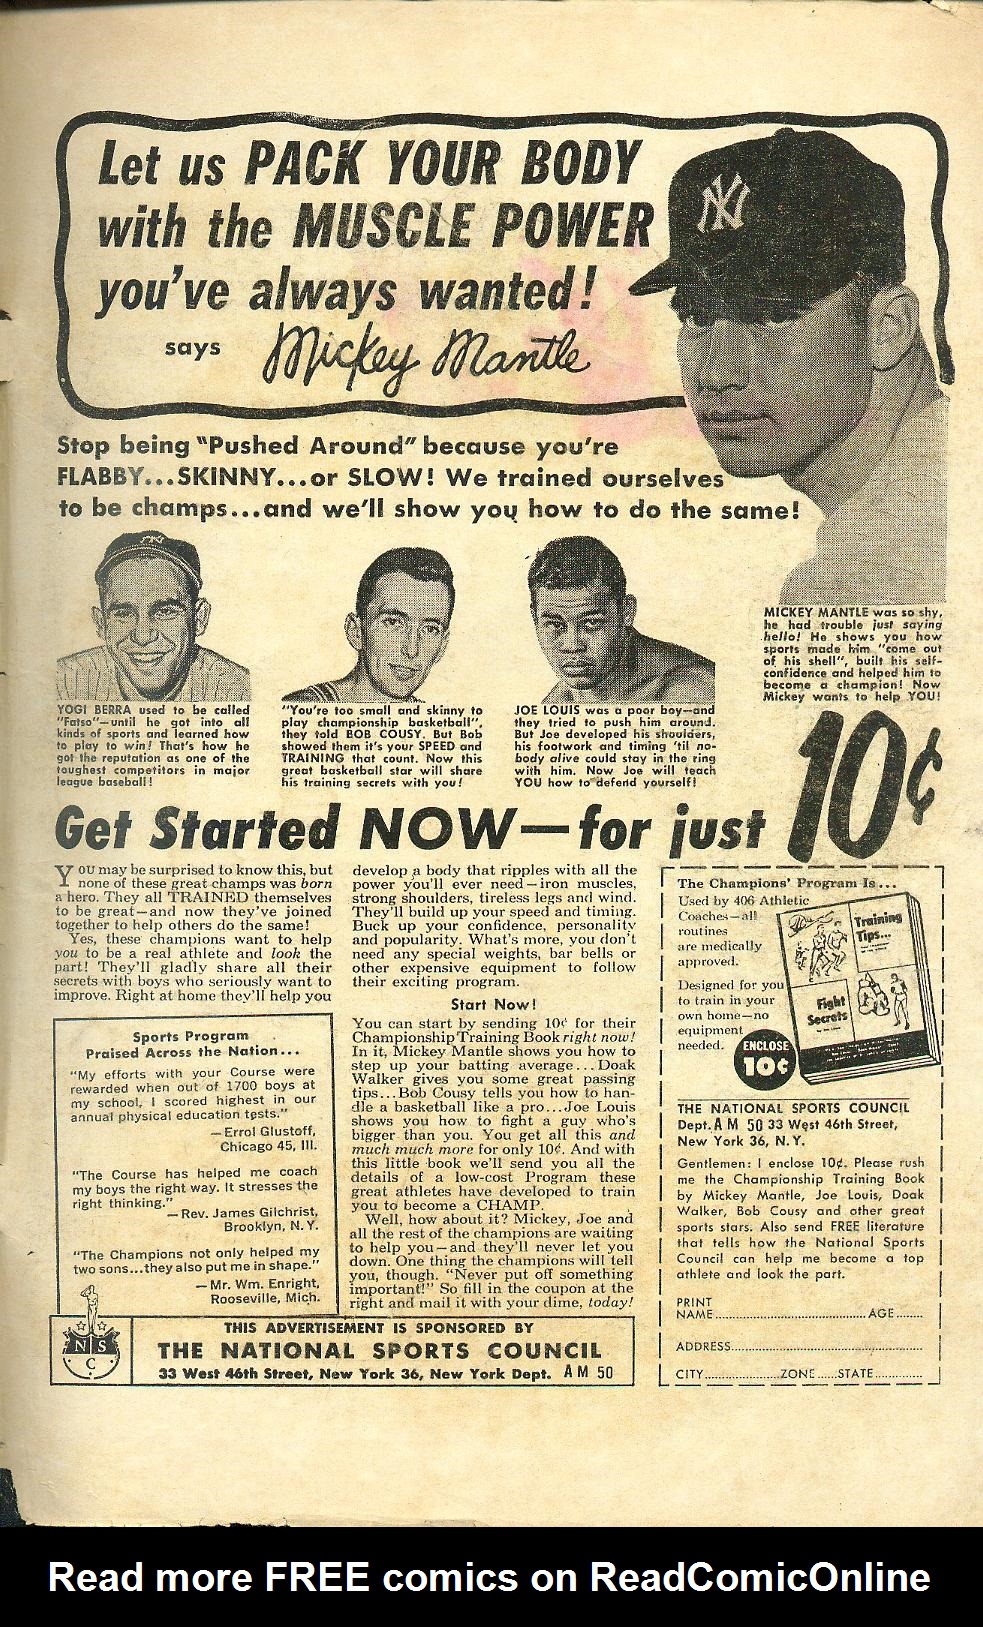 Let us PACK YOUR BODY
with the MUSCLE POWER
you've always wanted!
says Mickey Mantle
NY
Stop being "Pushed Around" because you're
FLABBY...SKINNY...or SLOW! We trained ourselves
to be champs...and we'll show you how to do the same!
YOGI BERRA used to be called
"Fatso"—until he got into all
kinds of sports and learned how
to play to win! That's how he
got the reputation as one of the
toughest competitors in major
league baseball!
"You're too small and skinny to
play championship basketball",
they told BOB COUSY. But Bob
showed them it's your SPEED and
TRAINING that count. Now this
great basketball star will share
his training secrets with you!
JOE LOUIS was a poor boy—and
they tried to push him around.
But Joe developed his shoulders,
his footwork and timing 'til no-
body alive could stay in the ring
with him. Now Joe will teach
YOU how to defend yourself!
MICKEY MANTLE was so shy,
he had trouble just saying
hello! He shows you how
sports made him "come out
of his shell", built his self-
confidence and helped him to
become a champion! Now
Mickey wants to help YOU!
Get Started NOW—for just 10¢
You may be surprised to know this, but
none of these great champs was born
a hero. They all TRAINED themselves
to be great—and now they've joined
together to help others do the same!
Yes, these champions want to help
you to be a real athlete and look the
part! They'll gladly share all their
secrets with boys who seriously want to
improve. Right at home they'll help you
Sports Program
Praised Across the Nation...
"My efforts with your Course were
rewarded when out of 1700 boys at
my school, I scored highest in our
annual physical education tests."
—Errol Glustoff,
Chicago 45, Ill.
"The Course has helped me coach
my boys the right way. It stresses the
right thinking."
—Rev. James Gilchrist,
Brooklyn, N.Y.
"The Champions not only helped my
two sons...they also put me in shape."
—Mr. Wm. Enright,
Rooseville, Mich.
develop a body that ripples with all the
power you'll ever need—iron muscles,
strong shoulders, tireless legs and wind.
They'll build up your speed and timing.
Buck up your confidence, personality
and popularity. What's more, you don't
need any special weights, bar bells or
other expensive equipment to follow
their exciting program.
Start Now!
You can start by sending 10¢ for their
Championship Training Book right now!
In it, Mickey Mantle shows you how to
step up your batting average...Doak
Walker gives you some great passing
tips...Bob Cousy tells you how to han-
dle a basketball like a pro...Joe Louis
shows you how to fight a guy who's
bigger than you. You get all this and
much much more for only 10¢. And with
this little book we'll send you all the
details of a low-cost Program these
great athletes have developed to train
you to become a CHAMP.
Well, how about it? Mickey, Joe and
all the rest of the champions are waiting
to help you—and they'll never let you
down. One thing the champions will tell
you, though. "Never put off something
important!" So fill in the coupon at the
right and mail it with your dime, today!
The Champions' Program Is...
Used by 406 Athletic
Coaches—all
routines
are medically
approved.
Designed for you
to train in your
own home—no
equipment
needed.
Training
Tips...
Fight
Secrets
ENCLOSE
10¢
THE NATIONAL SPORTS COUNCIL
Dept. AM 50 33 West 46th Street,
New York 36, N.Y.
Gentlemen: I enclose 10¢. Please rush
me the Championship Training Book
by Mickey Mantle, Joe Louis, Doak
Walker, Bob Cousy and other great
sports stars. Also send FREE literature
that tells how the National Sports
Council can help me become a top
athlete and look the part.
PRINT
NAME..........AGE.......
ADDRESS..........
CITY..........ZONE......STATE..........
NSC
THIS ADVERTISEMENT IS SPONSORED BY
THE NATIONAL SPORTS COUNCIL
33 West 46th Street, New York 36, New York Dept. AM 50
Read more FREE comics on ReadComicOnline